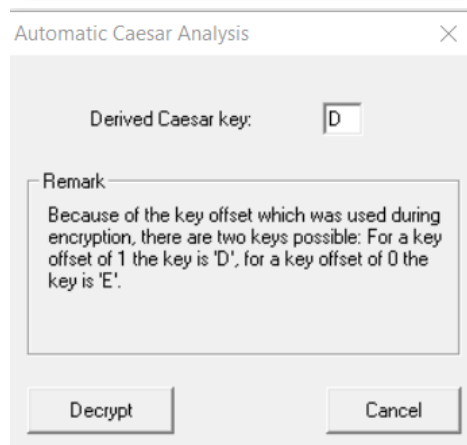 Automatic Caesar Analysis
Derived Caesar key: D
Remark
Because of the key offset which was used during
encryption, there are two keys possible: For a key
offset of 1 the key is 'D', for a key offset of 0 the
key is 'E'.
Decrypt Cancel